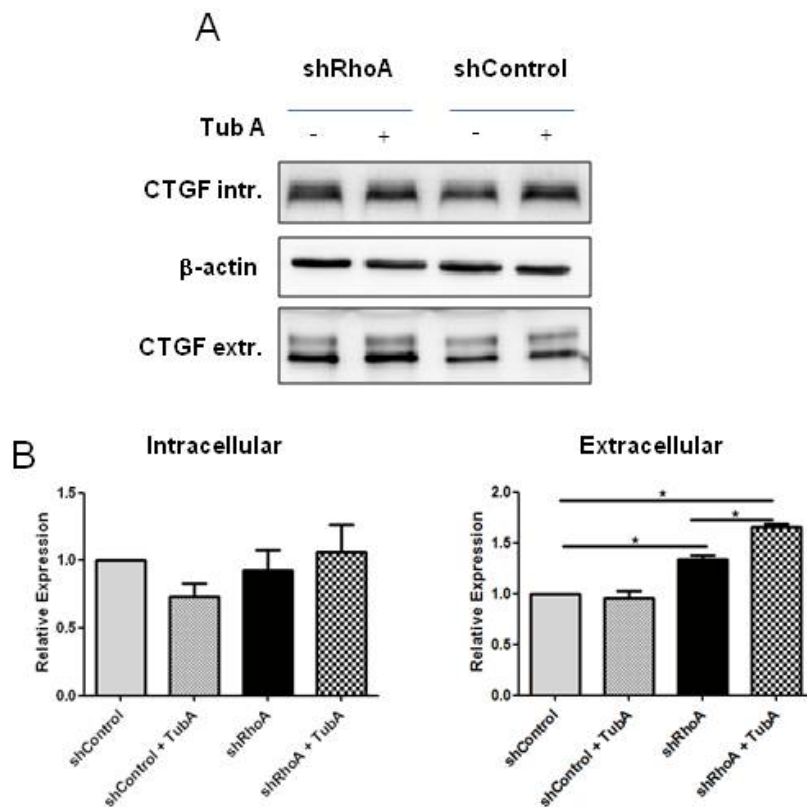 A
shRhoA shControl
Tub A - + - +
CTGF intr.
β-actin
CTGF extr.
B
Intracellular
Relative Expression
1.5
1.0
0.5
0.0
shControl
shControl + TubA
shRhoA
shRhoA + TubA
Extracellular
Relative Expression
2.0
1.5
1.0
0.5
0.0
*
*
*
shControl
shControl + TubA
shRhoA
shRhoA + TubA